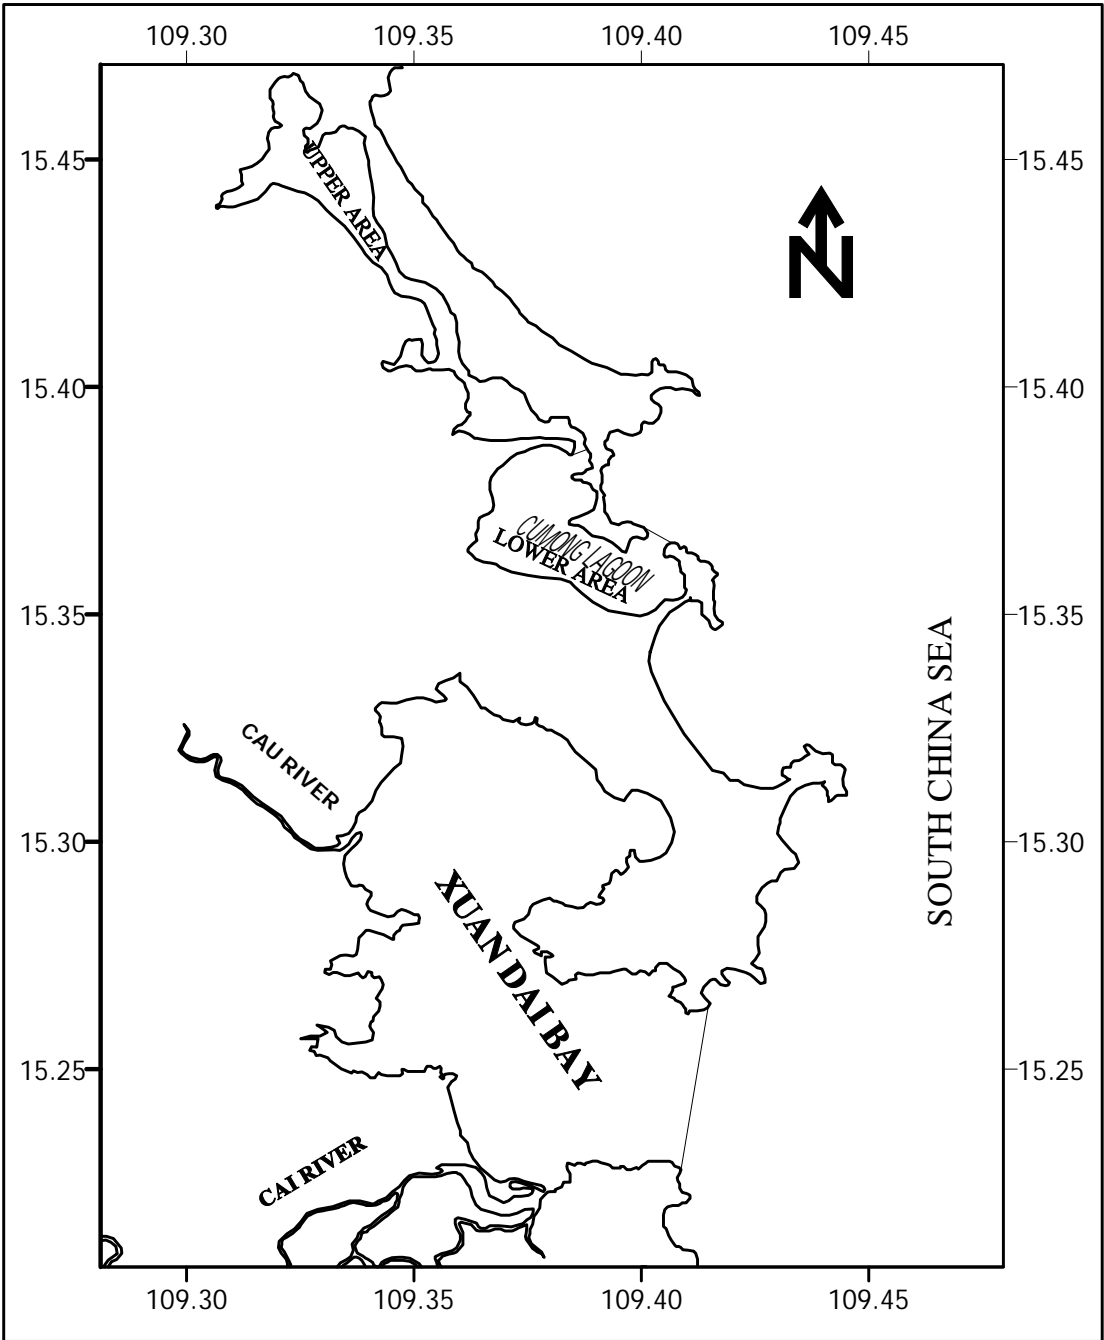 109.30 109.35 109.40 109.45
15.45 15.45
UPPER AREA
N
15.40 15.40
CUMONG LAGOON
LOWER AREA
15.35 15.35
SOUTH CHINA SEA
CAU RIVER
15.30 15.30
XUAN DAI BAY
15.25 15.25
CAI RIVER
109.30 109.35 109.40 109.45